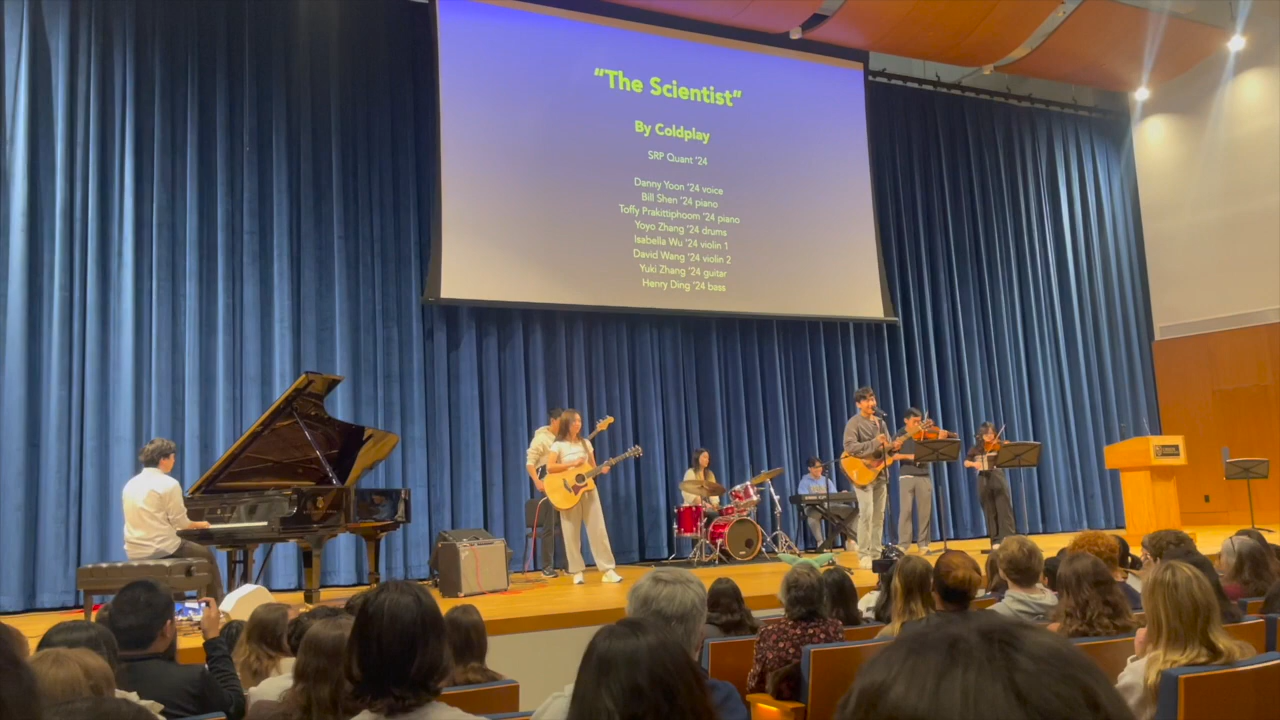 "The Scientist"
By Coldplay
SRP Quant '24
Danny Yoon '24 voice
Bill Shen '24 piano
Toffy Prakittiphoom '24 piano
Yoyo Zhang '24 drums
Isabella Wu '24 violin 1
David Wang '24 violin 2
Yuki Zhang '24 guitar
Henry Ding '24 bass